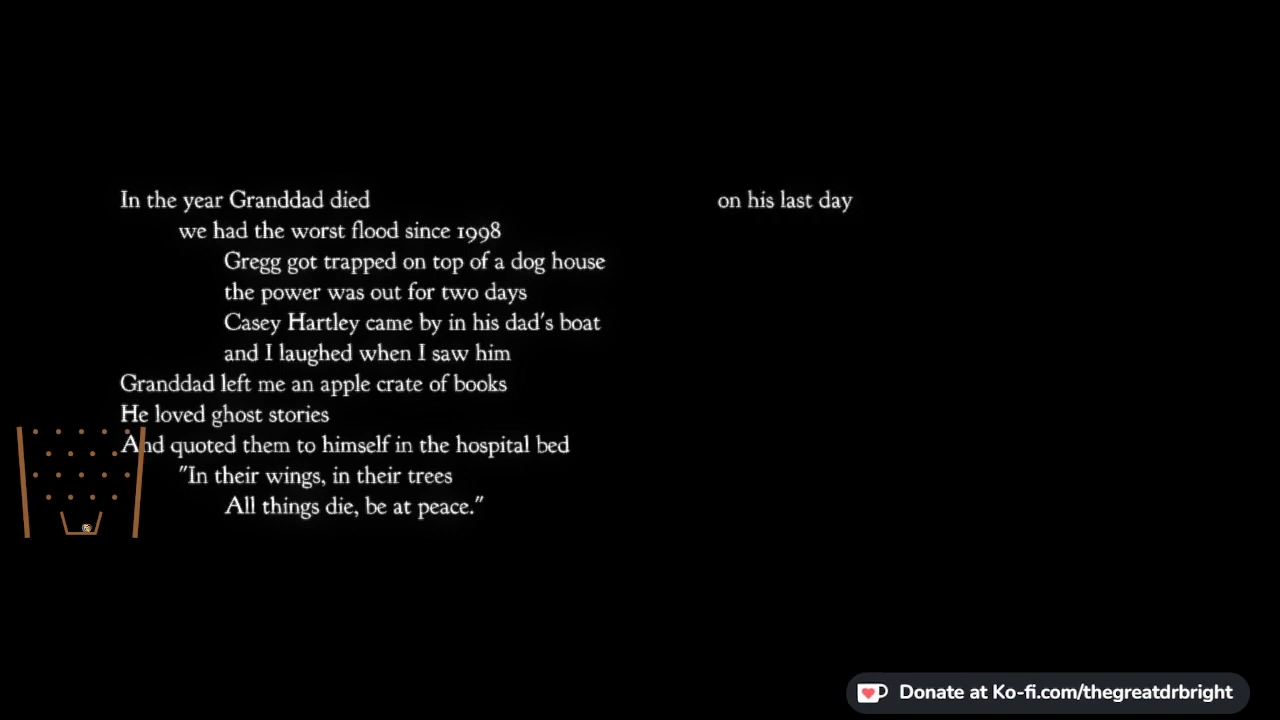 In the year Granddad died
we had the worst flood since 1998
Gregg got trapped on top of a dog house
the power was out for two days
Casey Hartley came by in his dad's boat
and I laughed when I saw him
Granddad left me an apple crate of books
He loved ghost stories
And quoted them to himself in the hospital bed
"In their wings, in their trees
All things die, be at peace."
on his last day
Donate at Ko-fi.com/thegreatdrbright